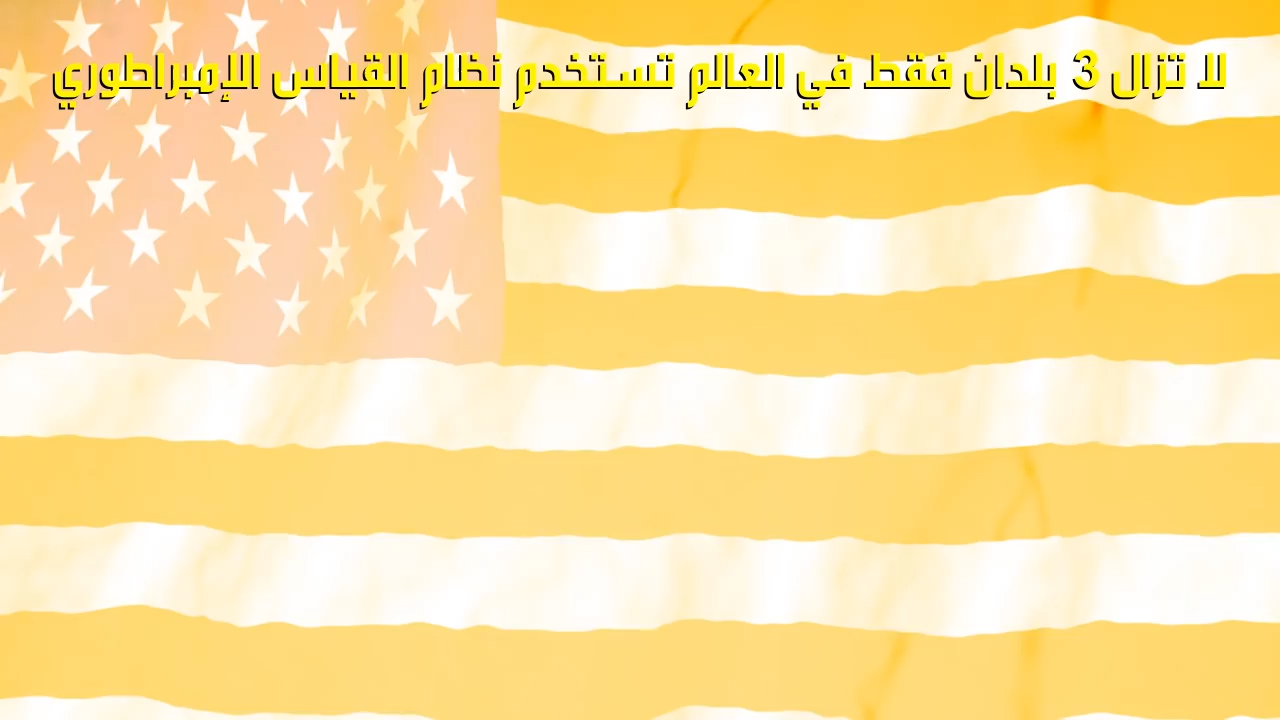 لا تزال 3 بلدان فقط في العالم تستخدم نظام القياس الإمبراطوري